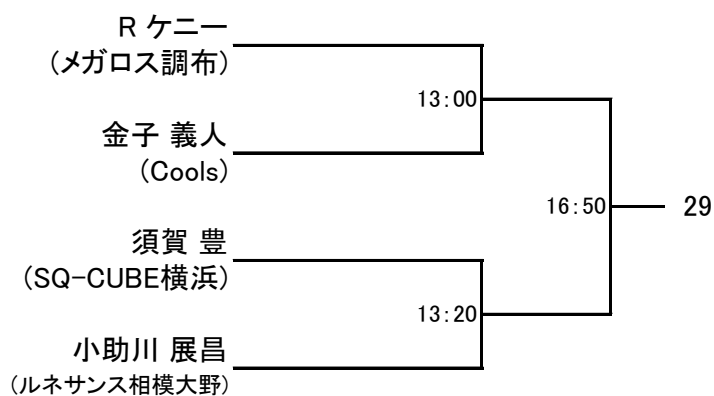 R ケニー
(メガロス調布)
13:00
金子 義人
(Cools)
16:50
29
須賀 豊
(SQ-CUBE横浜)
13:20
小助川 展昌
(ルネサンス相模大野)